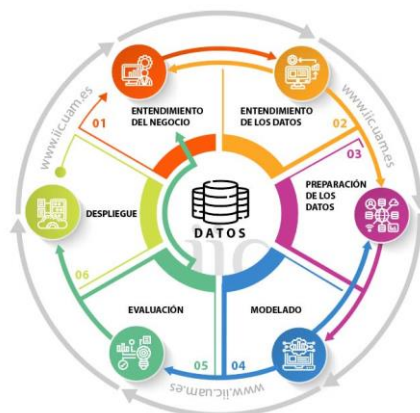 www.iic.uam.es
www.iic.uam.es
01
ENTENDIMIENTO
DEL NEGOCIO
ENTENDIMIENTO
DE LOS DATOS
02
03
PREPARACIÓN
DE LOS
DATOS
DATOS
iic
DESPLIEGUE
06
EVALUACIÓN
05
MODELADO
04
www.iic.uam.es